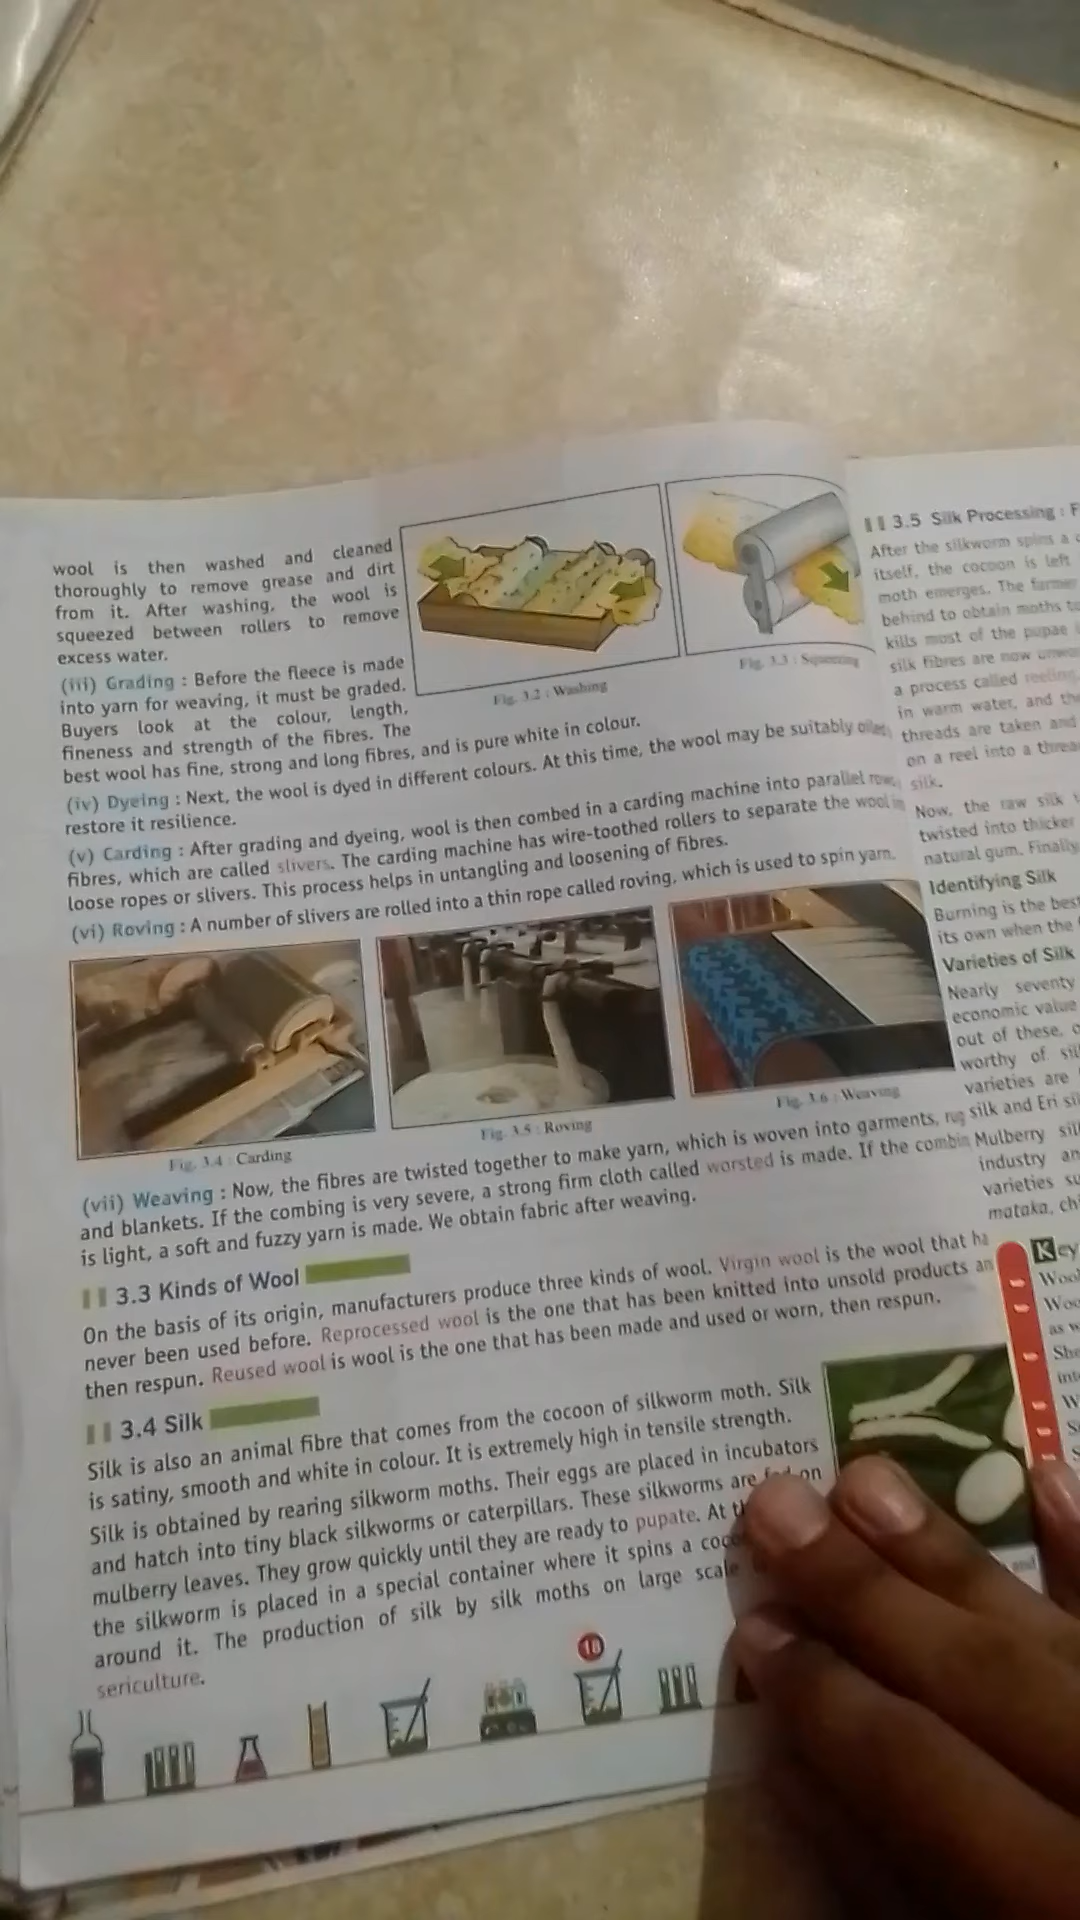 wool is then washed and cleaned
thoroughly to remove grease and dirt
from it. After washing, the wool is
squeezed between rollers to remove
excess water.
Fig. 3.2 : Washing
Fig. 3.3 : Squeezing
(iii) Grading : Before the fleece is made
into yarn for weaving, it must be graded.
Buyers look at the colour, length,
fineness and strength of the fibres. The
best wool has fine, strong and long fibres, and is pure white in colour.
(iv) Dyeing : Next, the wool is dyed in different colours. At this time, the wool may be suitably oiled
restore it resilience.
(v) Carding : After grading and dyeing, wool is then combed in a carding machine into parallel rows
fibres, which are called slivers. The carding machine has wire-toothed rollers to separate the wool in
loose ropes or slivers. This process helps in untangling and loosening of fibres.
(vi) Roving : A number of slivers are rolled into a thin rope called roving, which is used to spin yarn.
Fig. 3.4 : Carding
Fig. 3.5 : Roving
Fig. 3.6 : Weaving
(vii) Weaving : Now, the fibres are twisted together to make yarn, which is woven into garments, rug
and blankets. If the combing is very severe, a strong firm cloth called worsted is made. If the combin
is light, a soft and fuzzy yarn is made. We obtain fabric after weaving.
3.3 Kinds of Wool
On the basis of its origin, manufacturers produce three kinds of wool. Virgin wool is the wool that ha
never been used before. Reprocessed wool is the one that has been knitted into unsold products an
then respun. Reused wool is wool is the one that has been made and used or worn, then respun.
3.4 Silk
Silk is also an animal fibre that comes from the cocoon of silkworm moth. Silk
is satiny, smooth and white in colour. It is extremely high in tensile strength.
Silk is obtained by rearing silkworm moths. Their eggs are placed in incubators
and hatch into tiny black silkworms or caterpillars. These silkworms are fed on
mulberry leaves. They grow quickly until they are ready to pupate. At
the silkworm is placed in a special container where it spins a
around it. The production of silk by silk moths on large scale
sericulture.
18
3.5 Silk Processing : F
After the silkworm spins a
itself, the cocoon is left
moth emerges. The farmer
behind to obtain moths
kills most of the pupae
silk fibres are now
a process called reeling.
in warm water, and the
threads are taken and
on a reel into a
silk.
Now, the raw silk
twisted into thicker
natural gum. Finally
Identifying Silk
Burning is the best
its own when the
Varieties of Silk
Nearly seventy
economic value
out of these,
worthy of
varieties are
silk and Eri
Mulberry
industry
varieties
mataka,
Key
as